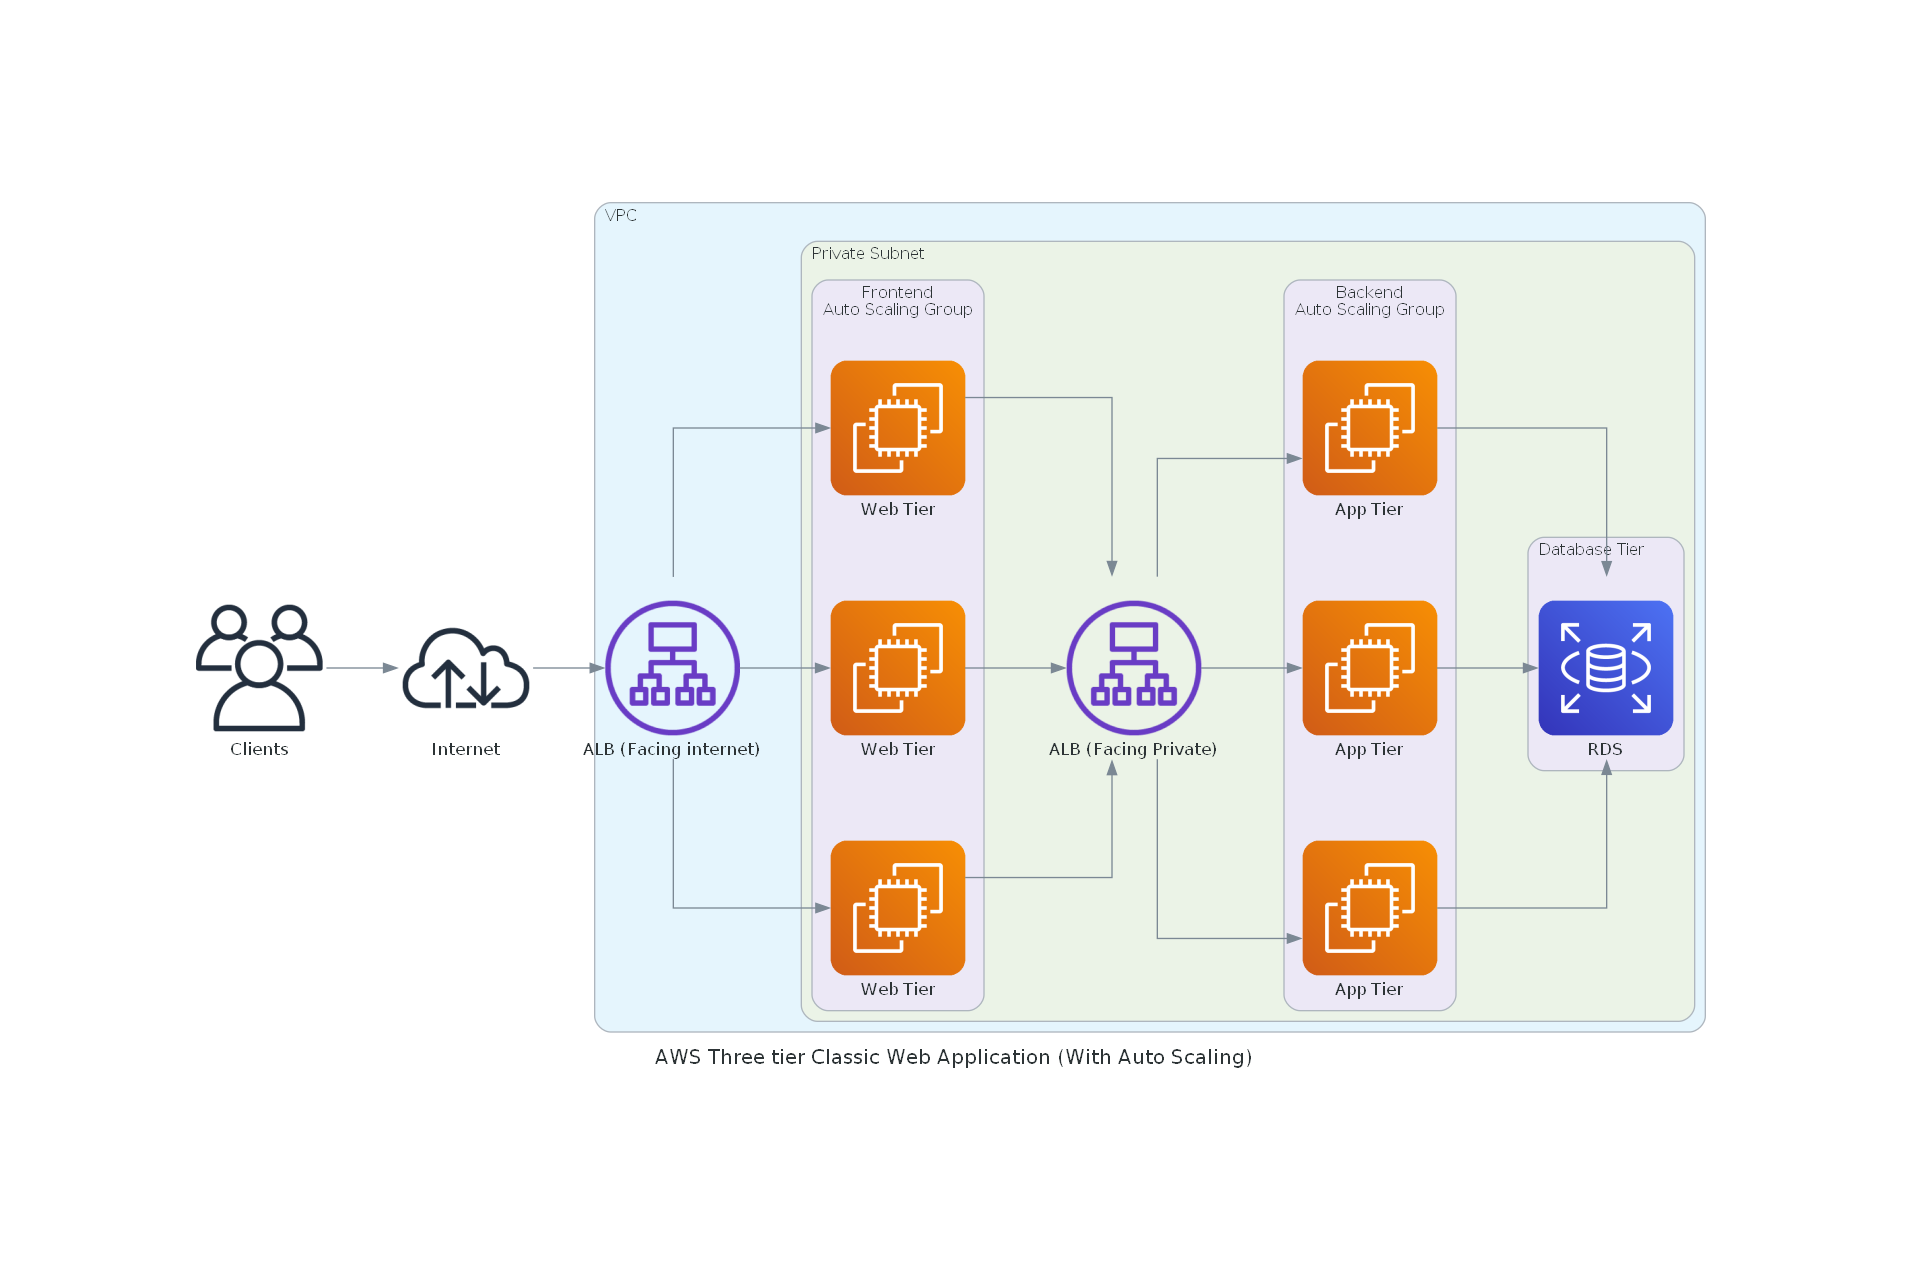 VPC
Private Subnet
Frontend
Auto Scaling Group
Backend
Auto Scaling Group
Web Tier
App Tier
Database Tier
Clients
Internet
ALB (Facing internet)
Web Tier
ALB (Facing Private)
App Tier
RDS
Web Tier
App Tier
AWS Three tier Classic Web Application (With Auto Scaling)